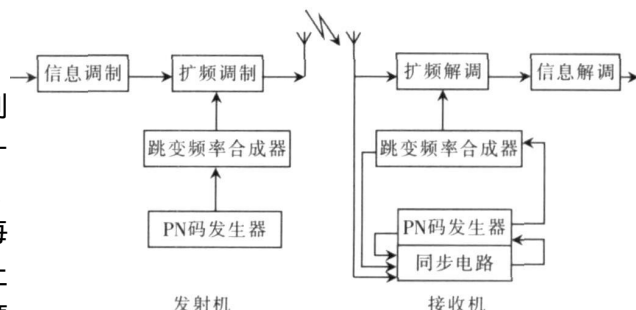 信息调制
扩频调制
扩频解调
信息解调
跳变频率合成器
跳变频率合成器
PN码发生器
PN码发生器
同步电路
发射机
接收机